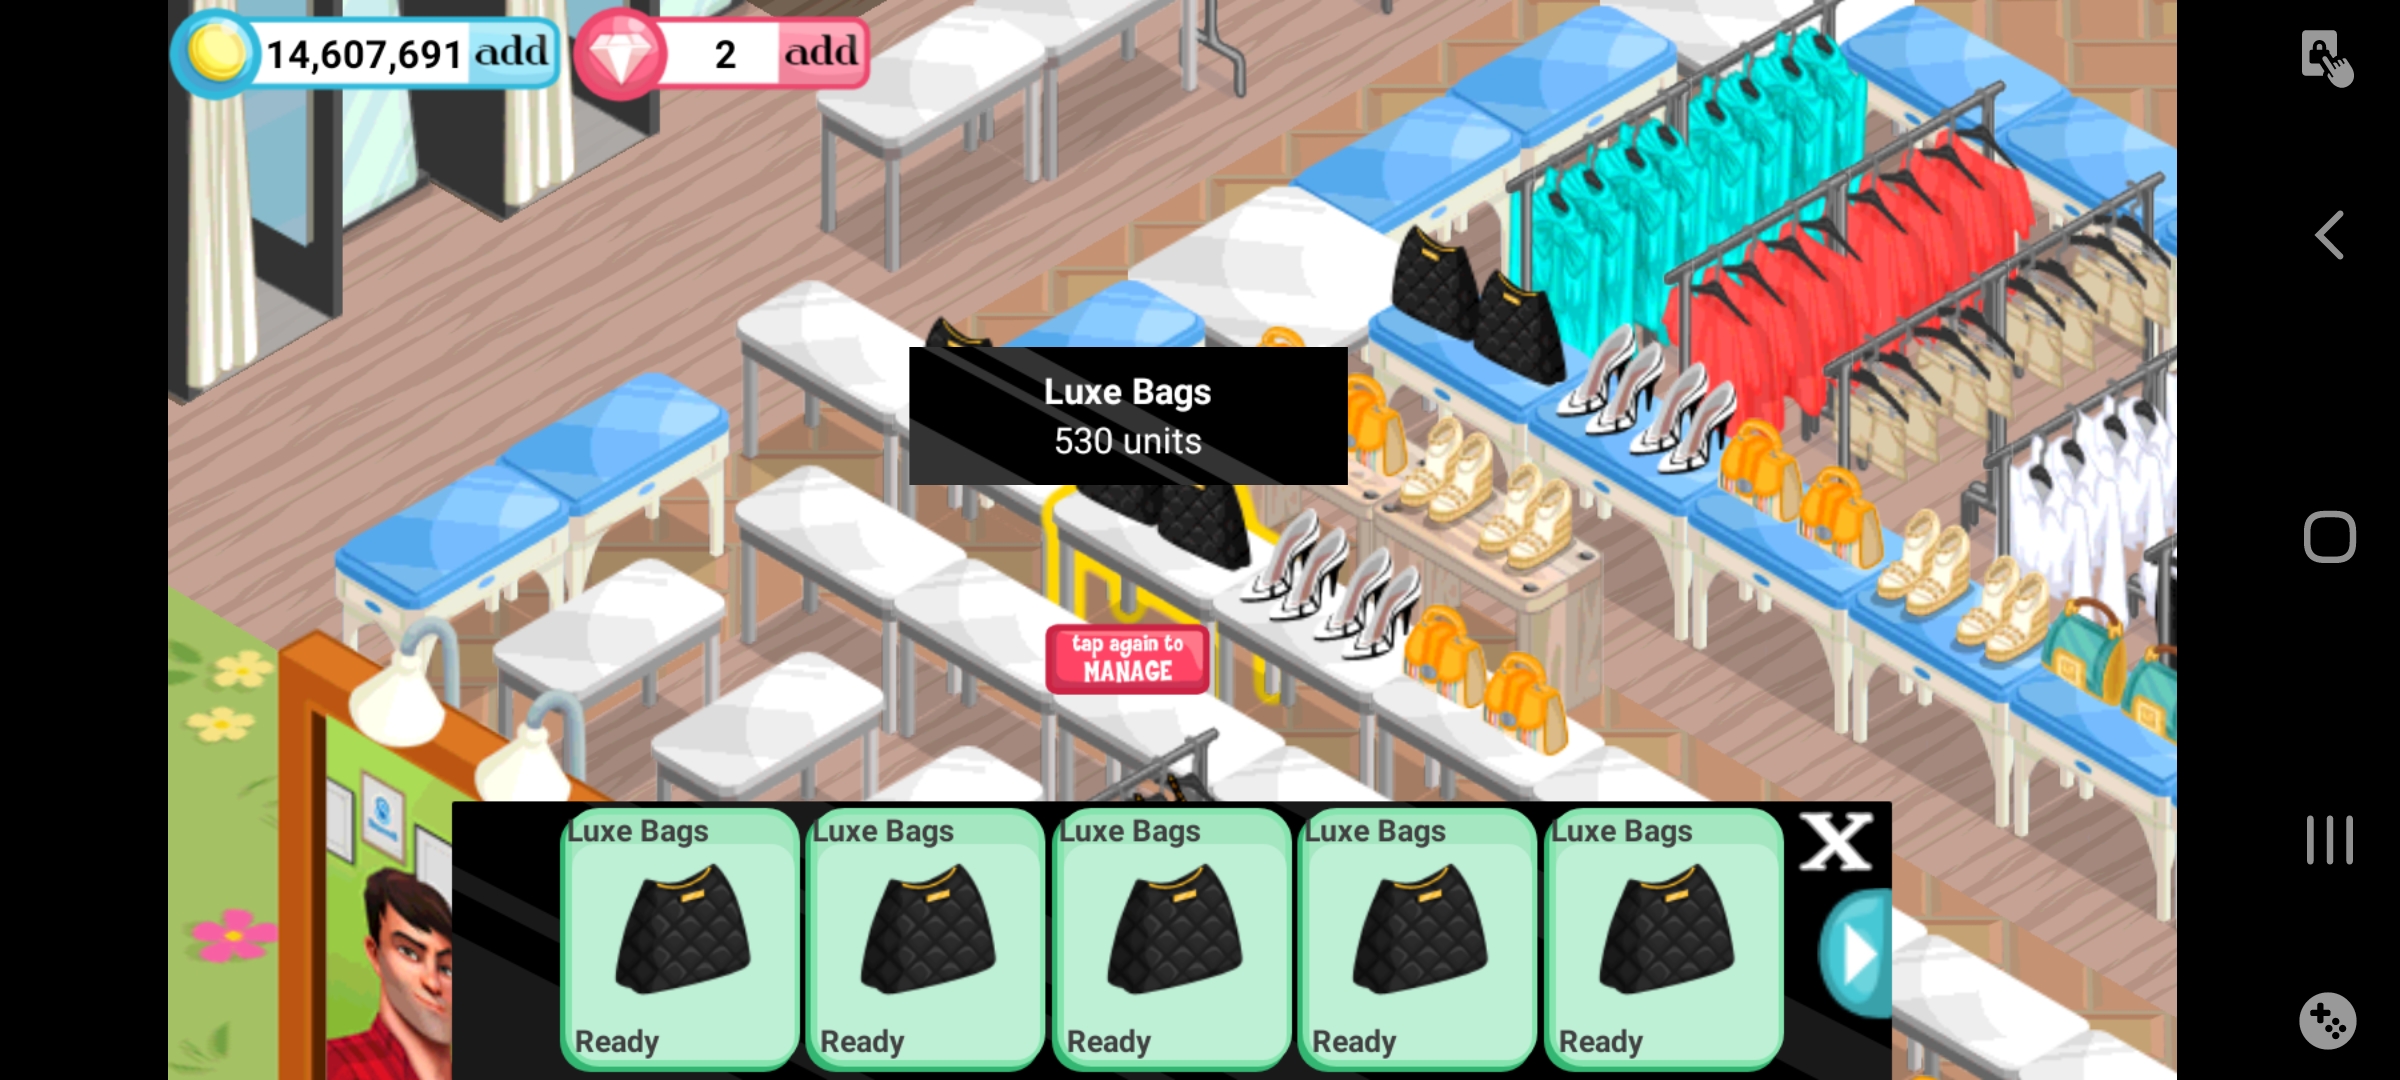 14,607,691 add
2 add
Luxe Bags
530 units
tap again to
MANAGE
Luxe Bags Luxe Bags Luxe Bags Luxe Bags Luxe Bags
X
Ready Ready Ready Ready Ready